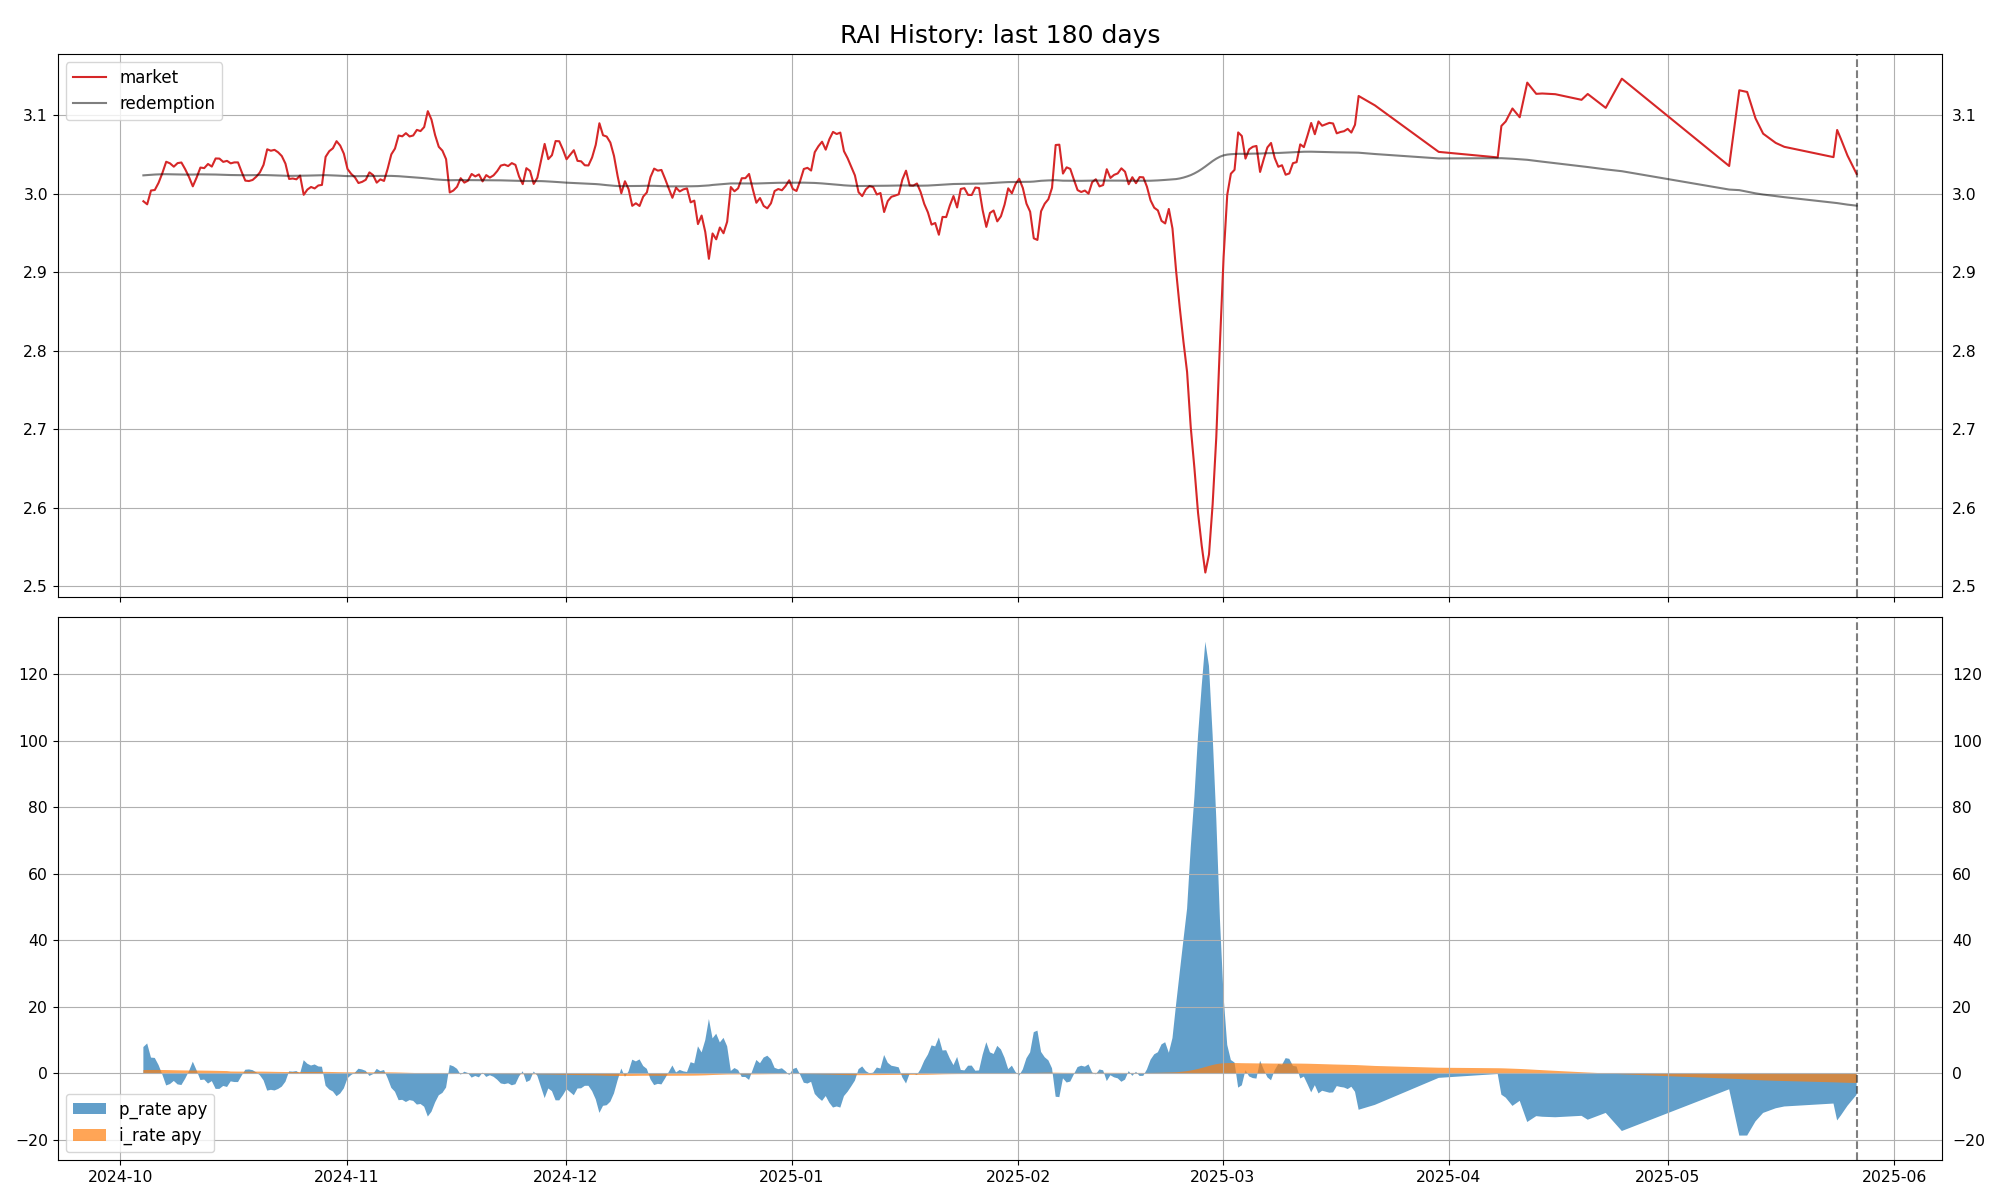 RAI History: last 180 days
market
redemption
3.1 3.1
3.0 3.0
2.9 2.9
2.8 2.8
2.7 2.7
2.6 2.6
2.5 2.5
120 120
100 100
80 80
60 60
40 40
20 20
0 0
−20 −20
p_rate apy
i_rate apy
2024-10 2024-11 2024-12 2025-01 2025-02 2025-03 2025-04 2025-05 2025-06